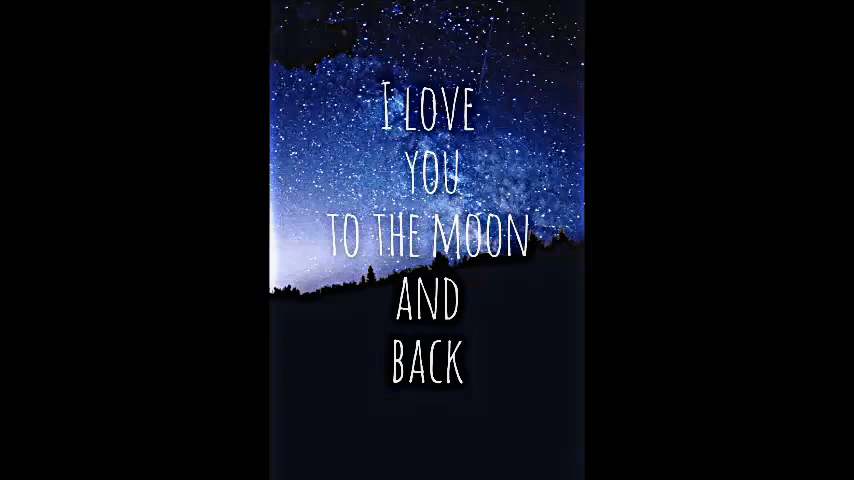 I LOVE
YOU
TO THE MOON
AND
BACK